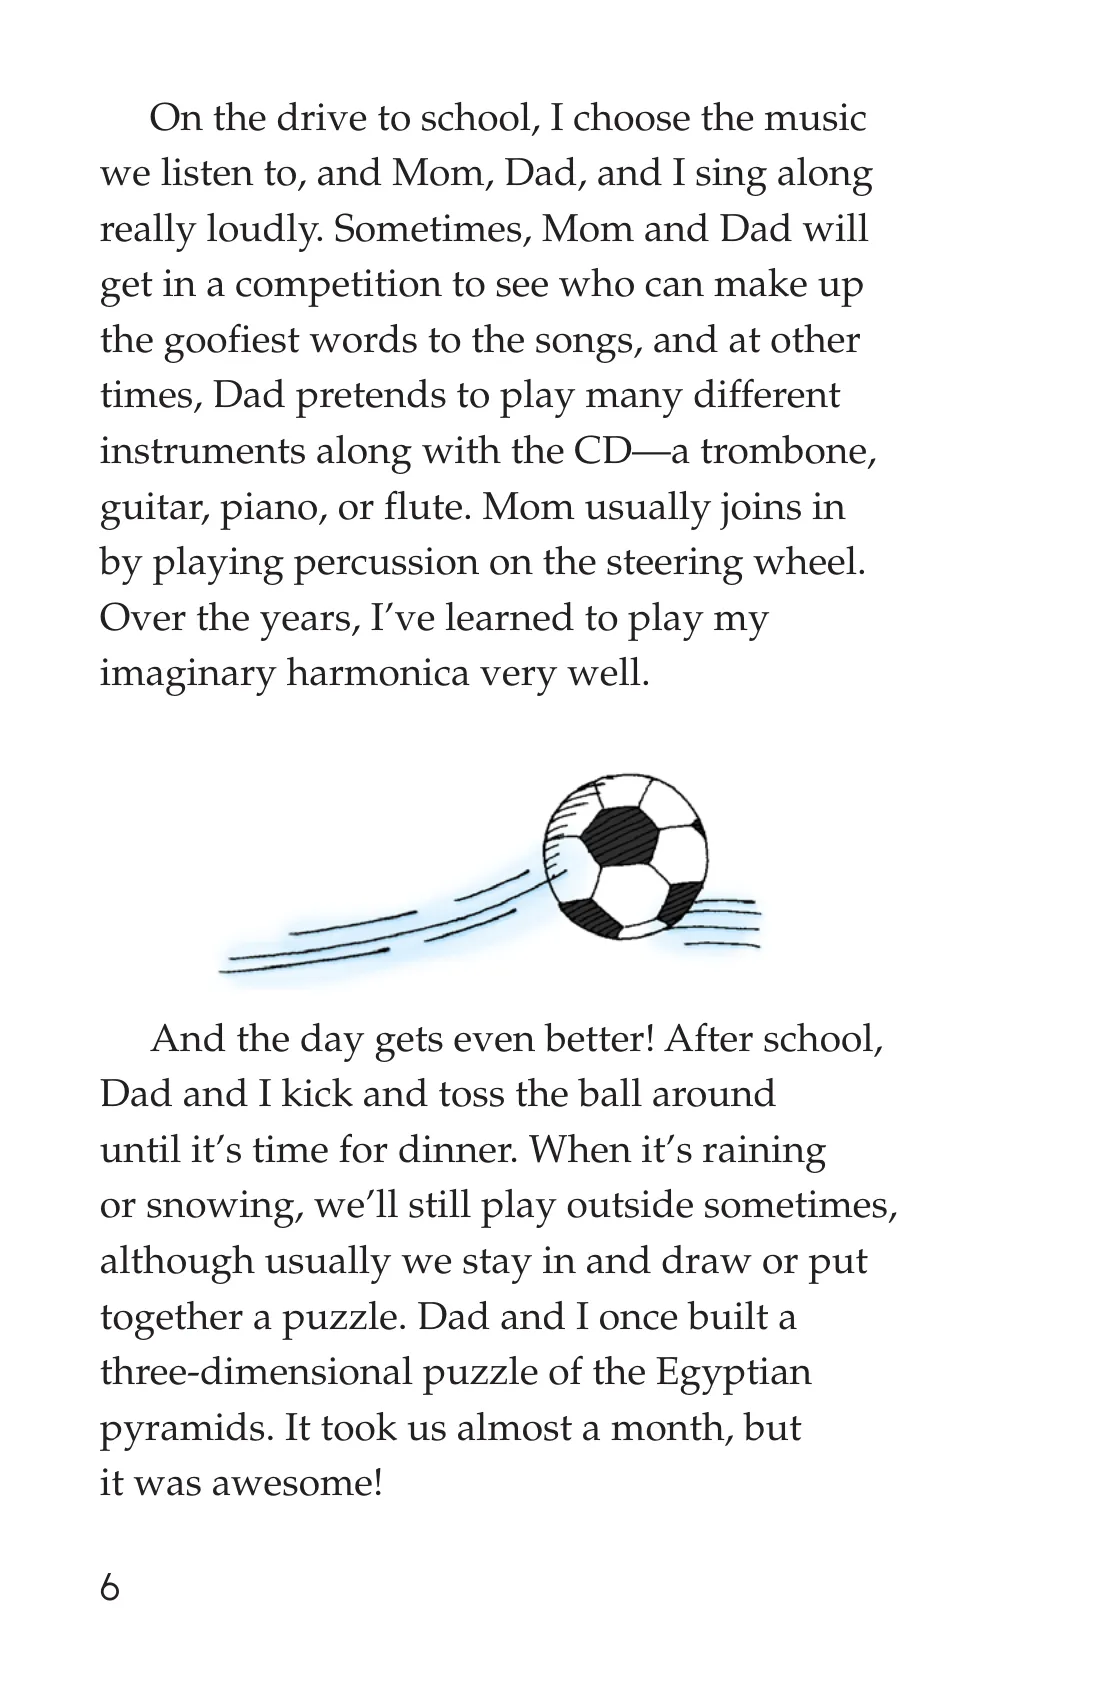 On the drive to school, I choose the music
we listen to, and Mom, Dad, and I sing along
really loudly. Sometimes, Mom and Dad will
get in a competition to see who can make up
the goofiest words to the songs, and at other
times, Dad pretends to play many different
instruments along with the CD—a trombone,
guitar, piano, or flute. Mom usually joins in
by playing percussion on the steering wheel.
Over the years, I’ve learned to play my
imaginary harmonica very well.
And the day gets even better! After school,
Dad and I kick and toss the ball around
until it’s time for dinner. When it’s raining
or snowing, we’ll still play outside sometimes,
although usually we stay in and draw or put
together a puzzle. Dad and I once built a
three-dimensional puzzle of the Egyptian
pyramids. It took us almost a month, but
it was awesome!
6